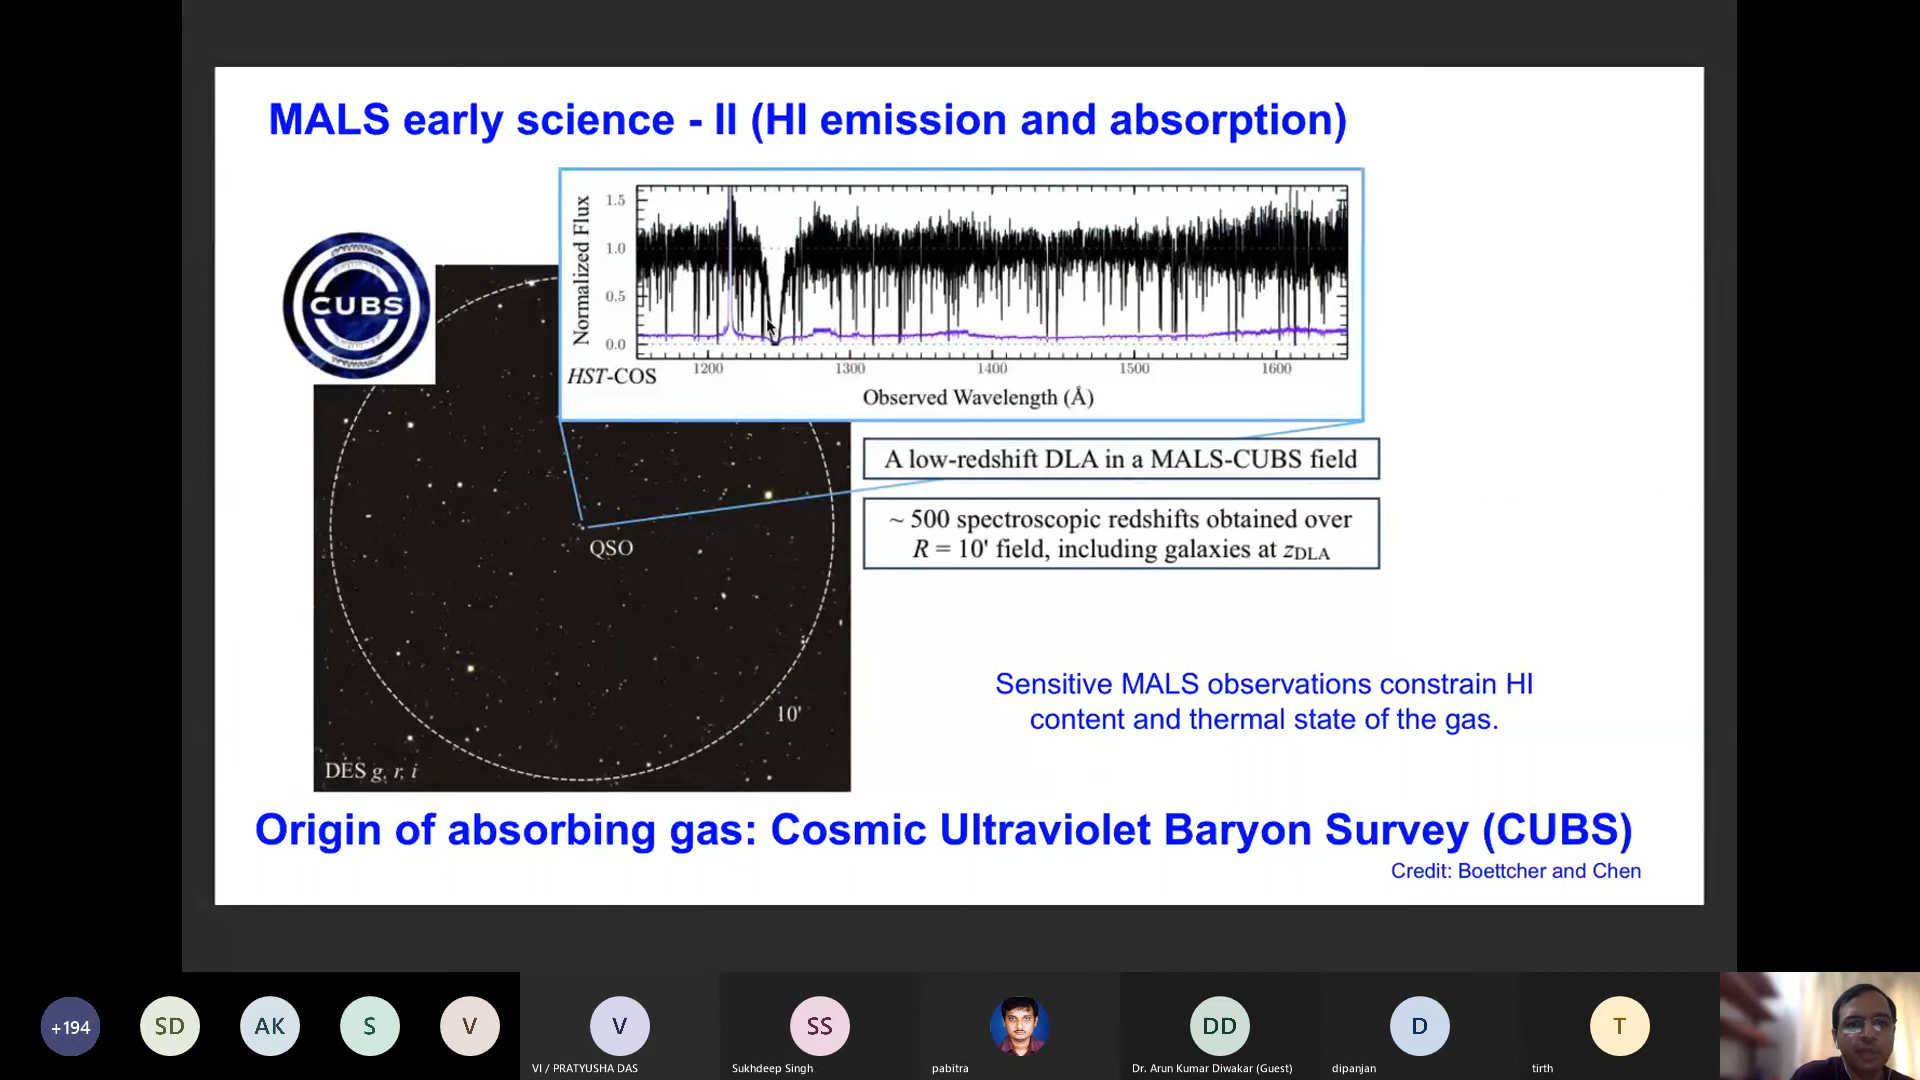 MALS early science - II (HI emission and absorption)
CUBS
Normalized Flux
1.5
1.0
0.5
0.0
1200
1300
1400
1500
1600
HST-COS
Observed Wavelength (Å)
A low-redshift DLA in a MALS-CUBS field
~ 500 spectroscopic redshifts obtained over
R = 10' field, including galaxies at zDLA
QSO
10'
DES g, r, i
Sensitive MALS observations constrain HI
content and thermal state of the gas.
Origin of absorbing gas: Cosmic Ultraviolet Baryon Survey (CUBS)
Credit: Boettcher and Chen
+194
SD
AK
S
V
V
SS
DD
D
T
VI / PRATYUSHA DAS
Sukhdeep Singh
pabitra
Dr. Arun Kumar Diwakar (Guest)
dipanjan
tirth